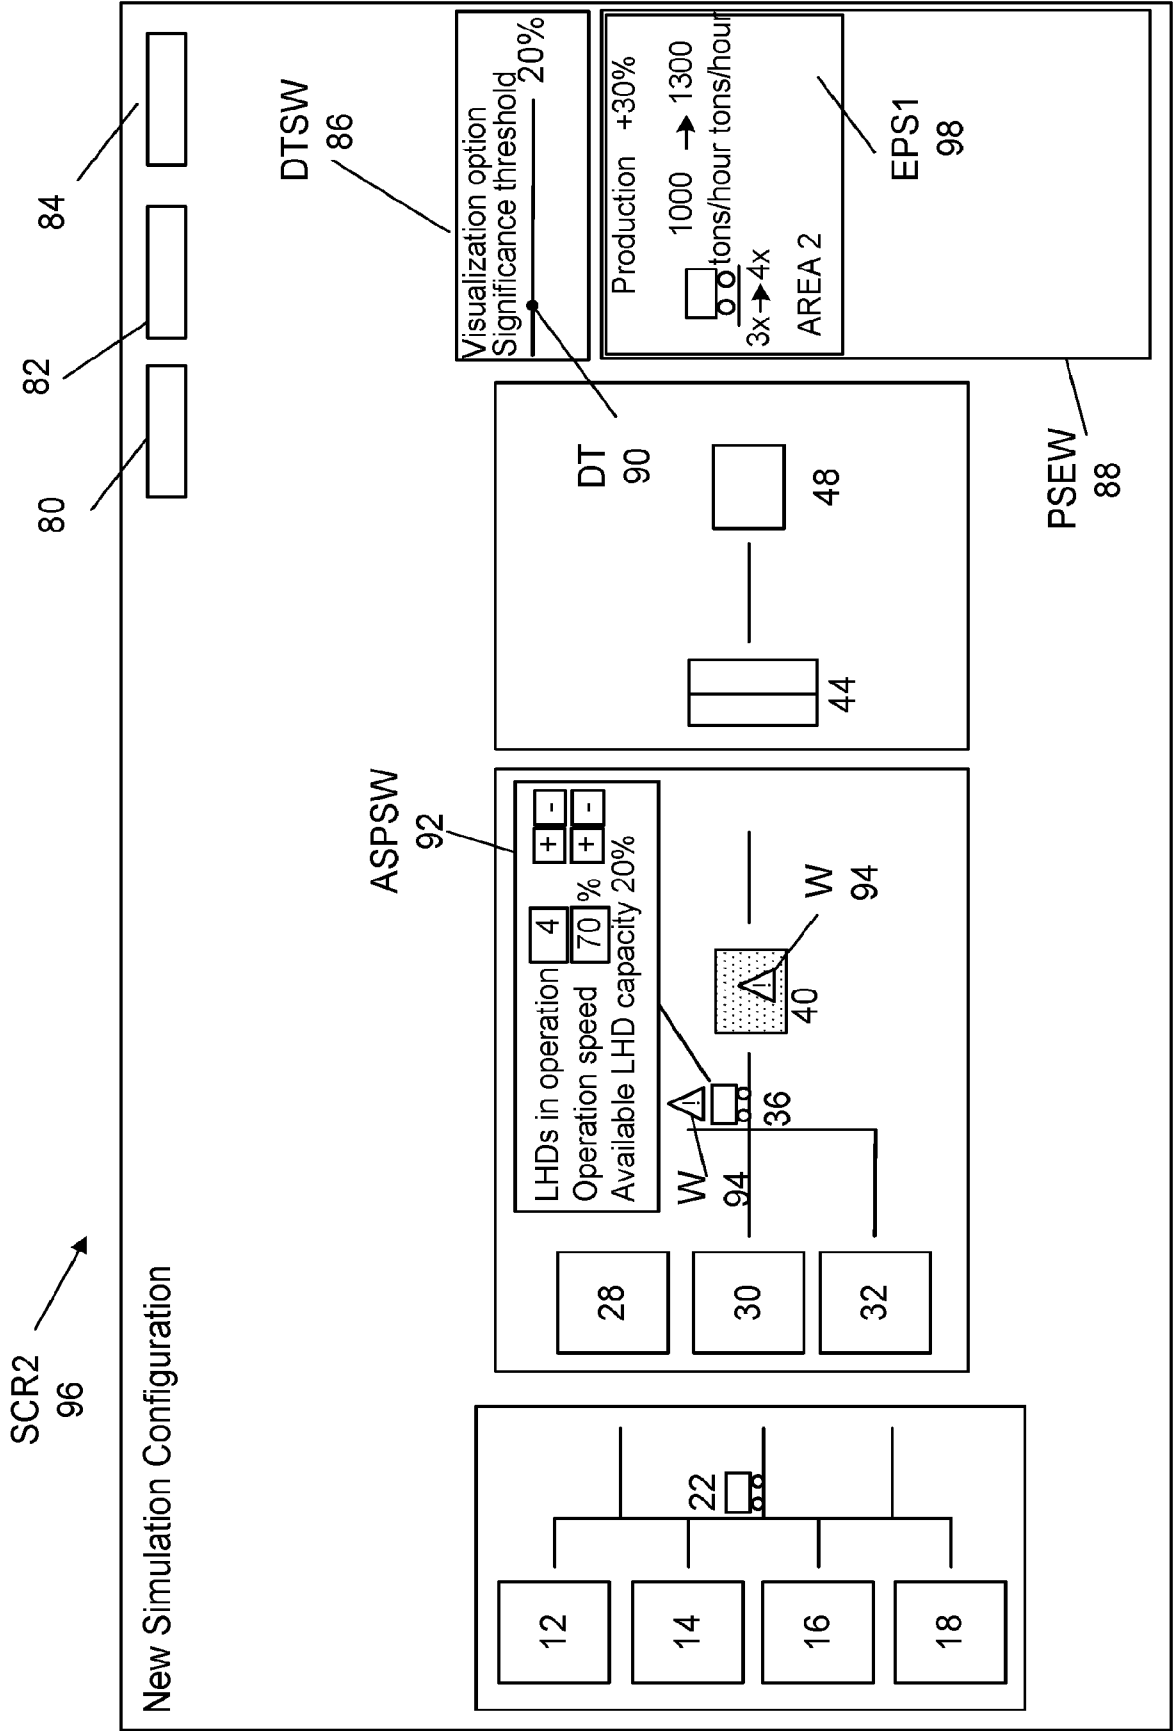 SCR2
96
80
82
84
New Simulation Configuration
DTSW
86
Visualization option
Significance threshold
20%
ASPSW
92
LHDs in operation 4 + -
Operation speed 70 % + -
Available LHD capacity 20%
DT
90
Production +30%
1000 → 1300
tons/hour tons/hour
3x→4x
AREA 2
EPS1
98
PSEW
88
12
14
16
18
22
28
30
32
W
94
!
36
!
40
W
94
44
48